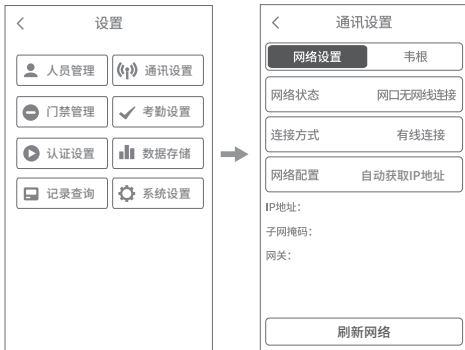 设置
人员管理 通讯设置
门禁管理 考勤设置
认证设置 数据存储
记录查询 系统设置
通讯设置
网络设置 韦根
网络状态 网口无网线连接
连接方式 有线连接
网络配置 自动获取IP地址
IP地址:
子网掩码:
网关:
刷新网络